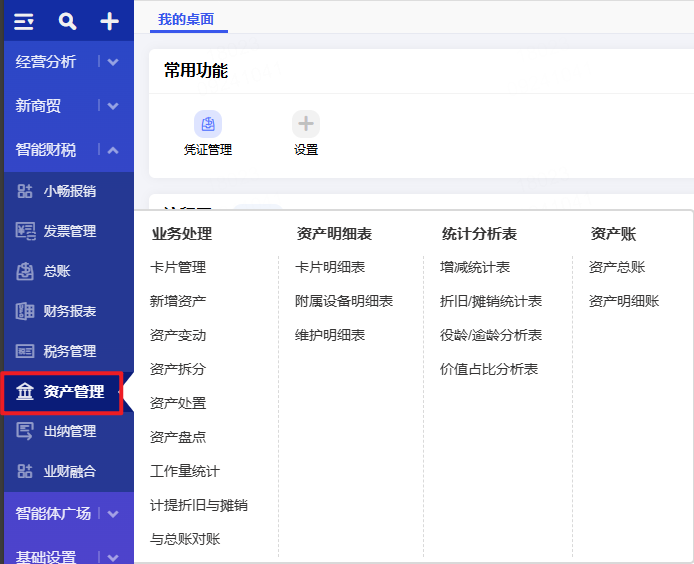 我的桌面
经营分析
新商贸
智能财税
小畅报销
发票管理
总账
财务报表
税务管理
资产管理
出纳管理
业财融合
智能体广场
基础设置
常用功能
凭证管理
设置
业务处理
卡片管理
新增资产
资产变动
资产拆分
资产处置
资产盘点
工作量统计
计提折旧与摊销
与总账对账
资产明细表
卡片明细表
附属设备明细表
维护明细表
统计分析表
增减统计表
折旧/摊销统计表
役龄/逾龄分析表
价值占比分析表
资产账
资产总账
资产明细账